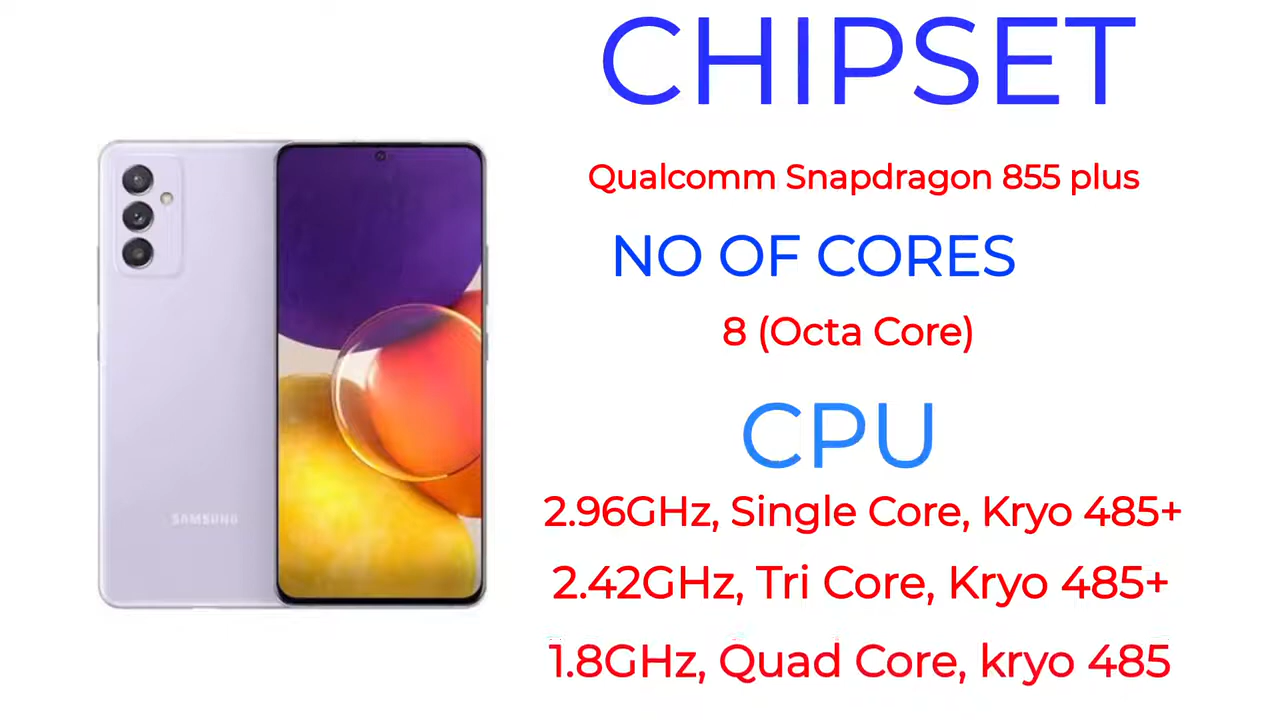 CHIPSET
Qualcomm Snapdragon 855 plus
NO OF CORES
8 (Octa Core)
CPU
2.96GHz, Single Core, Kryo 485+
2.42GHz, Tri Core, Kryo 485+
1.8GHz, Quad Core, kryo 485
SAMSUNG